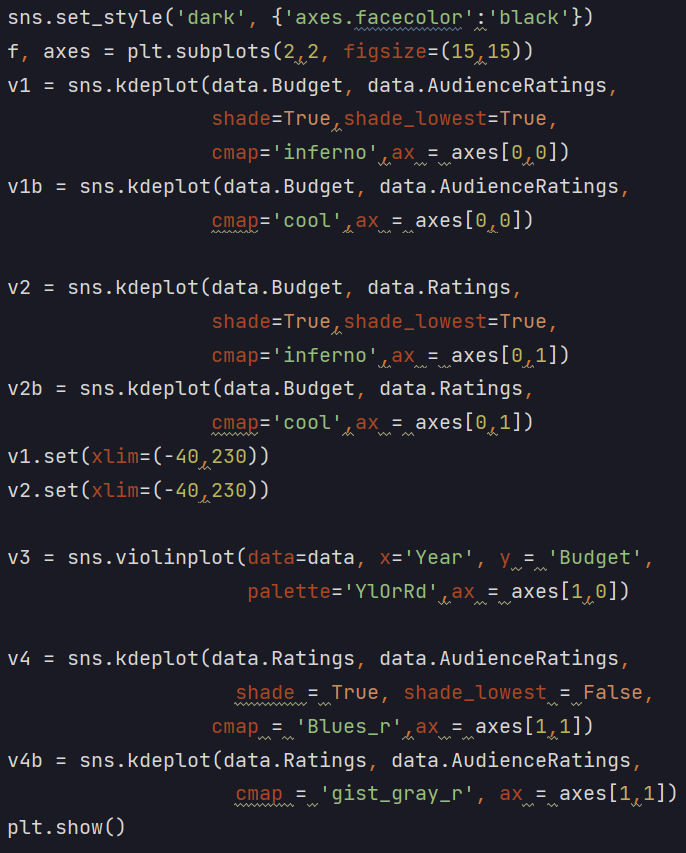 sns.set_style('dark', {'axes.facecolor':'black'})
f, axes = plt.subplots(2,2, figsize=(15,15))
v1 = sns.kdeplot(data.Budget, data.AudienceRatings,
                 shade=True,shade_lowest=True,
                 cmap='inferno',ax = axes[0,0])
v1b = sns.kdeplot(data.Budget, data.AudienceRatings,
                 cmap='cool',ax = axes[0,0])

v2 = sns.kdeplot(data.Budget, data.Ratings,
                 shade=True,shade_lowest=True,
                 cmap='inferno',ax = axes[0,1])
v2b = sns.kdeplot(data.Budget, data.Ratings,
                 cmap='cool',ax = axes[0,1])
v1.set(xlim=(-40,230))
v2.set(xlim=(-40,230))

v3 = sns.violinplot(data=data, x='Year', y = 'Budget',
                    palette='YlOrRd',ax = axes[1,0])

v4 = sns.kdeplot(data.Ratings, data.AudienceRatings,
                   shade = True, shade_lowest = False,
                 cmap = 'Blues_r',ax = axes[1,1])
v4b = sns.kdeplot(data.Ratings, data.AudienceRatings,
                   cmap = 'gist_gray_r', ax = axes[1,1])
plt.show()